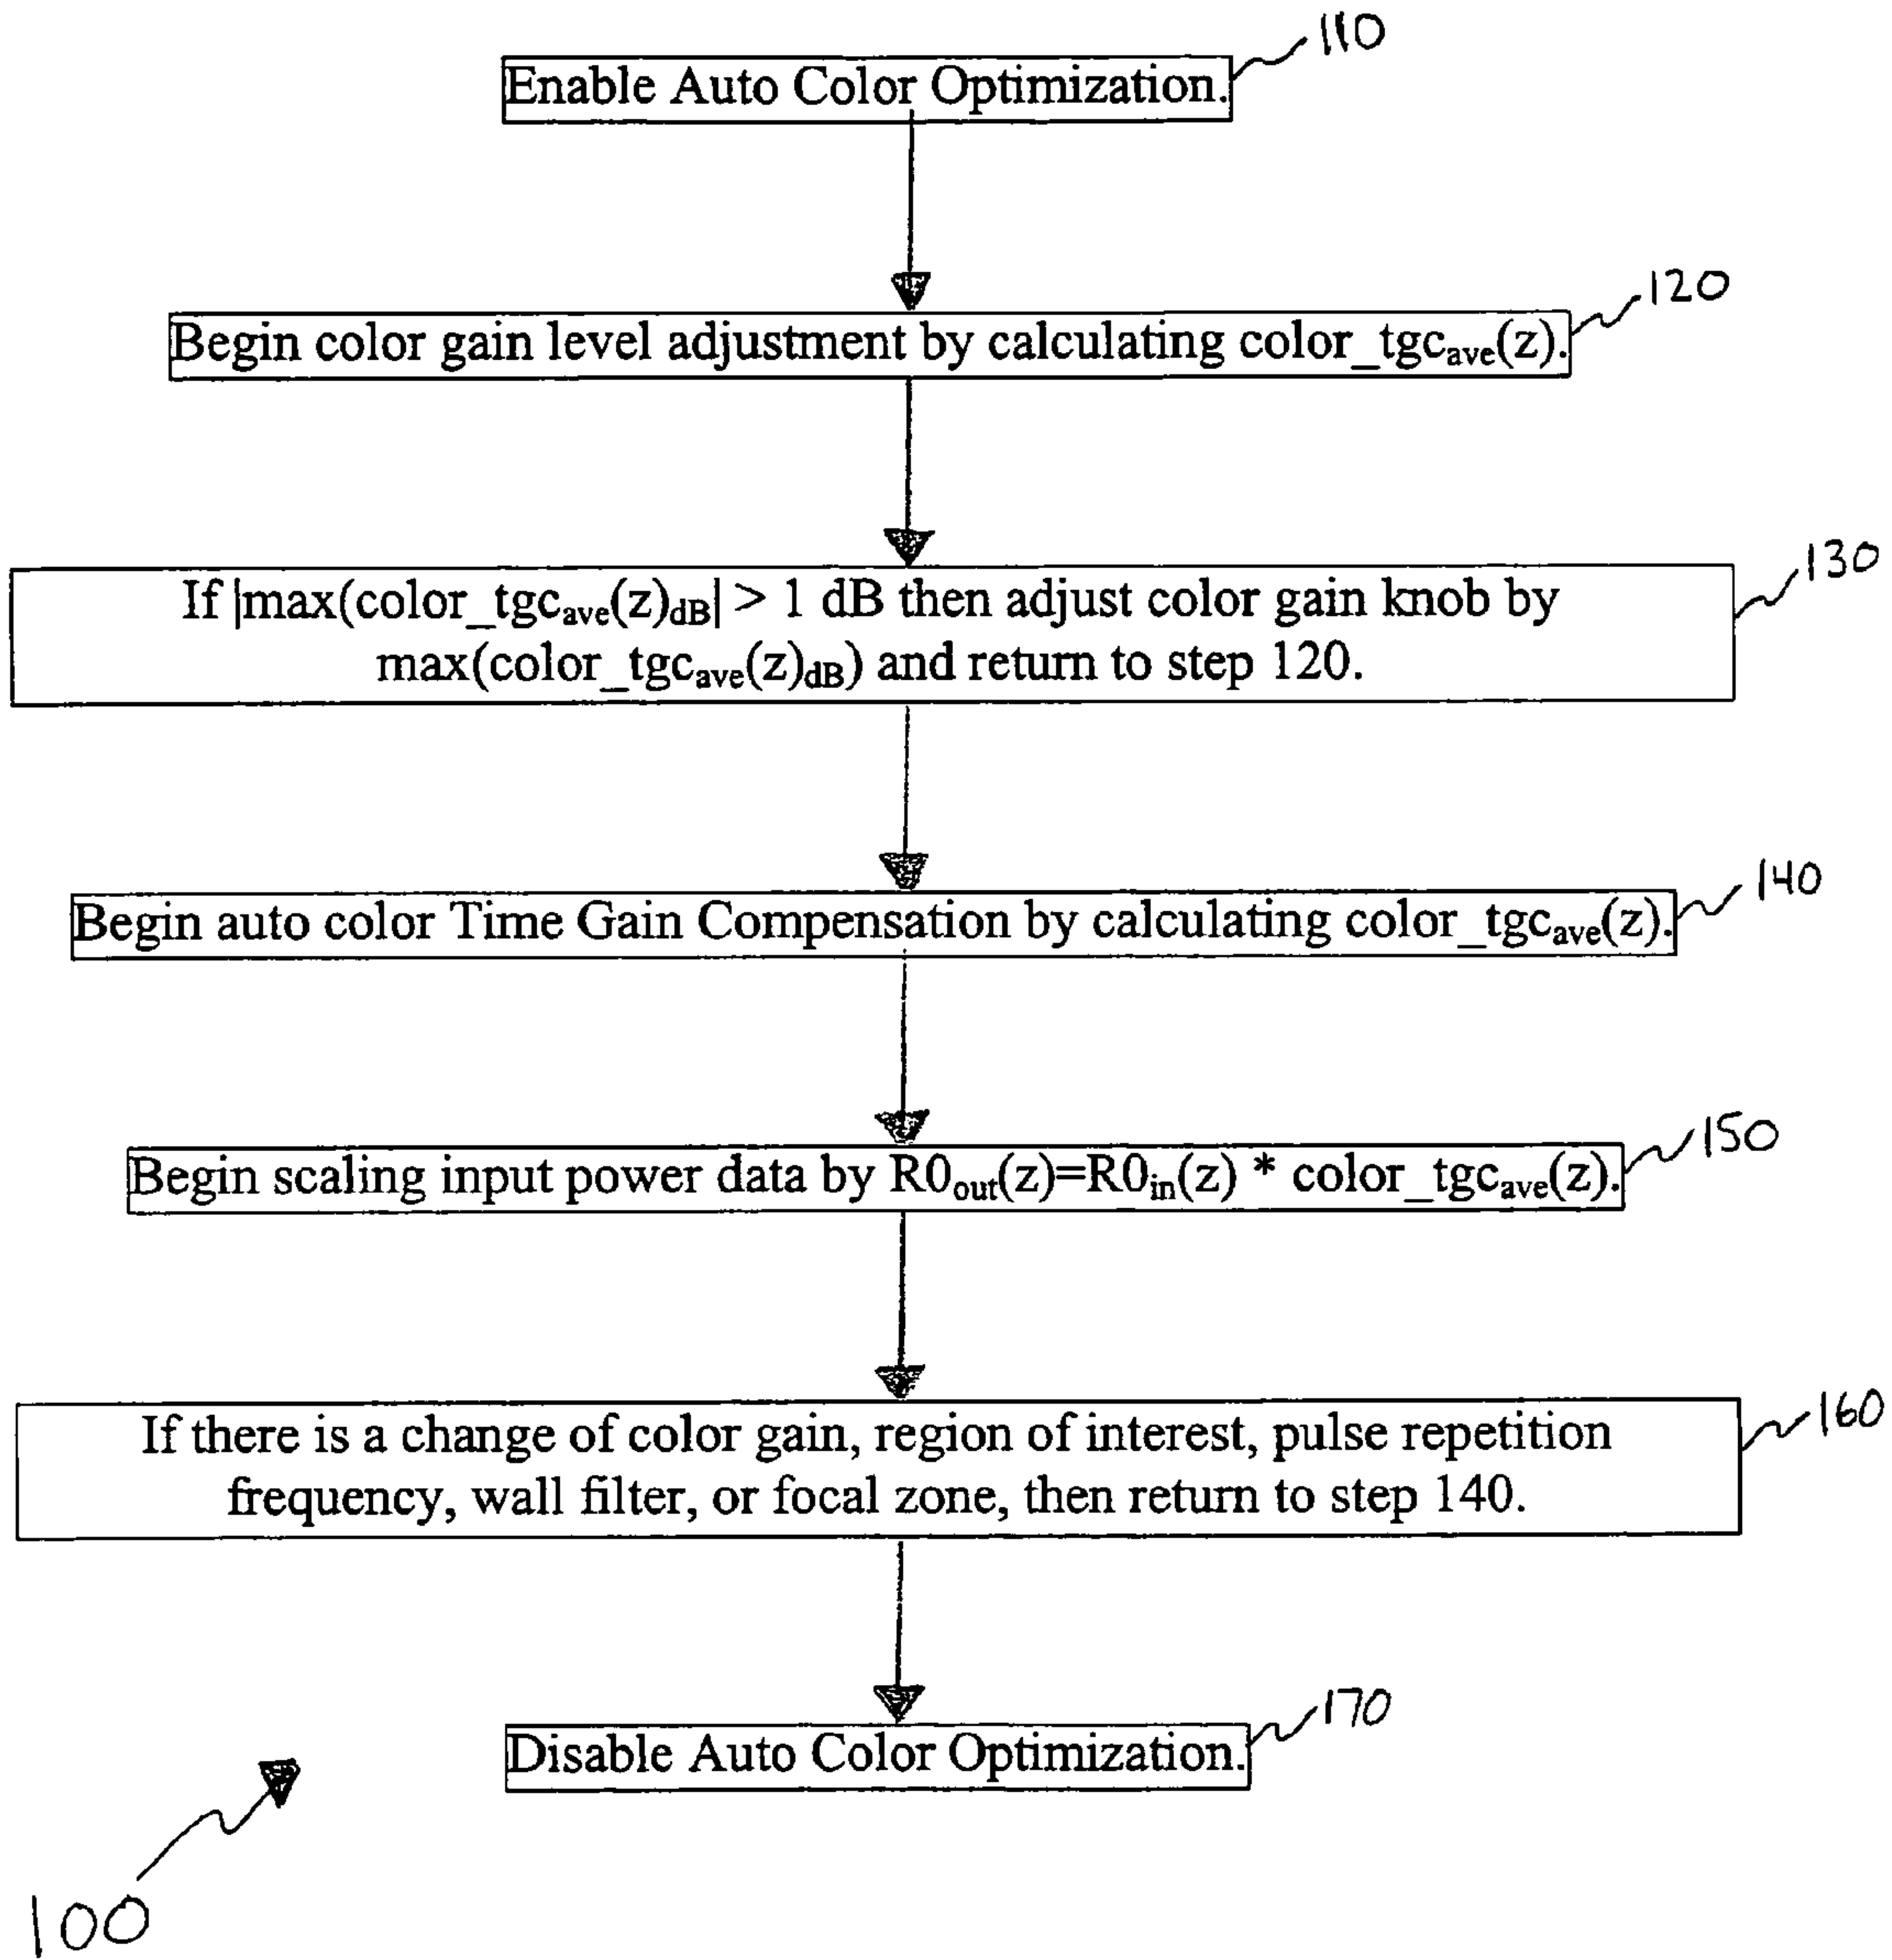 110
Enable Auto Color Optimization.
120
Begin color gain level adjustment by calculating color_tgcave(z).
130
If |max(color_tgcave(z)dB| > 1 dB then adjust color gain knob by
max(color_tgcave(z)dB) and return to step 120.
140
Begin auto color Time Gain Compensation by calculating color_tgcave(z).
150
Begin scaling input power data by R0out(z)=R0in(z) * color_tgcave(z).
160
If there is a change of color gain, region of interest, pulse repetition
frequency, wall filter, or focal zone, then return to step 140.
170
Disable Auto Color Optimization.
100